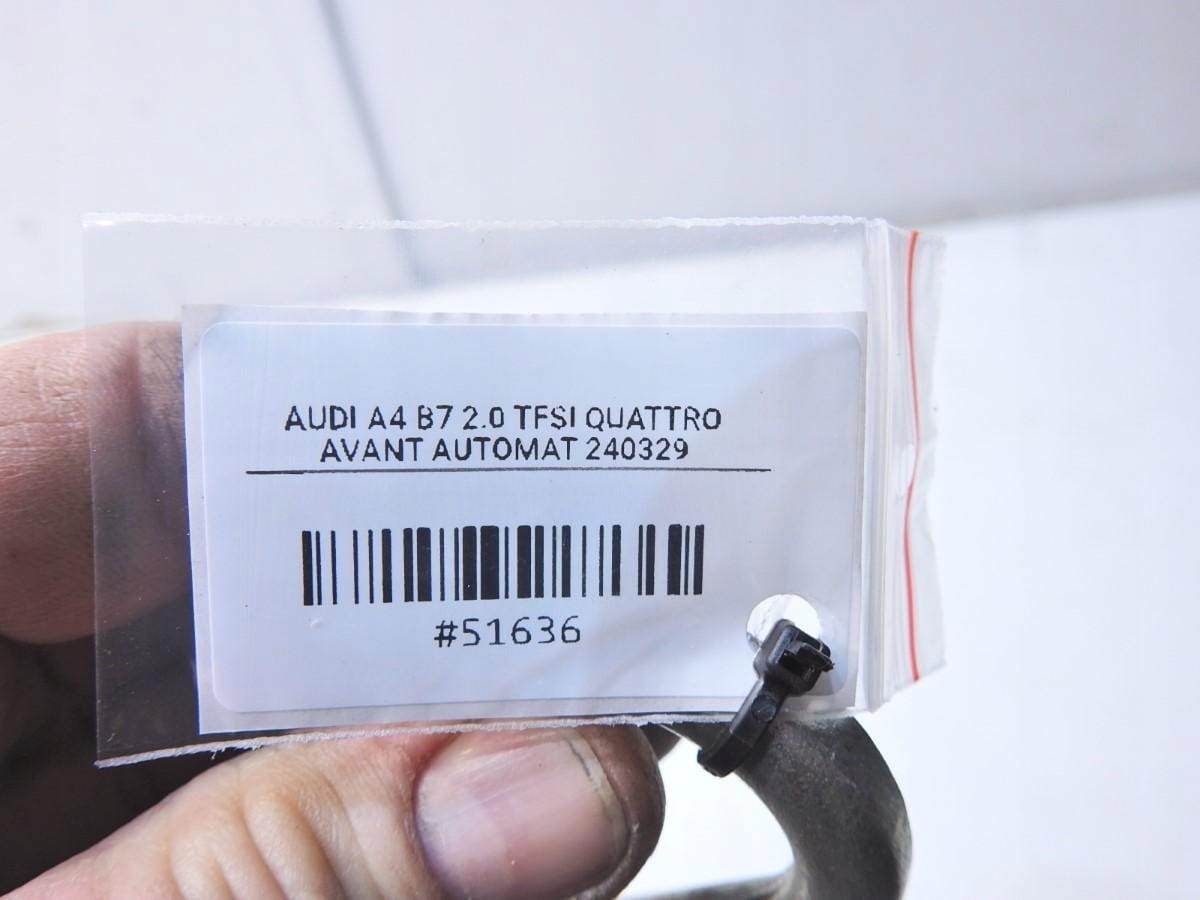 AUDI A4 B7 2.0 TFSI QUATTRO
AVANT AUTOMAT 240329
#51636